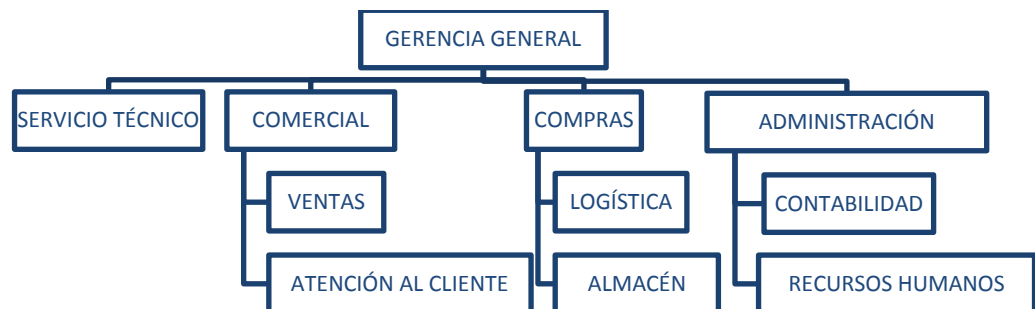 GERENCIA GENERAL
SERVICIO TÉCNICO
COMERCIAL
COMPRAS
ADMINISTRACIÓN
VENTAS
LOGÍSTICA
CONTABILIDAD
ATENCIÓN AL CLIENTE
ALMACÉN
RECURSOS HUMANOS